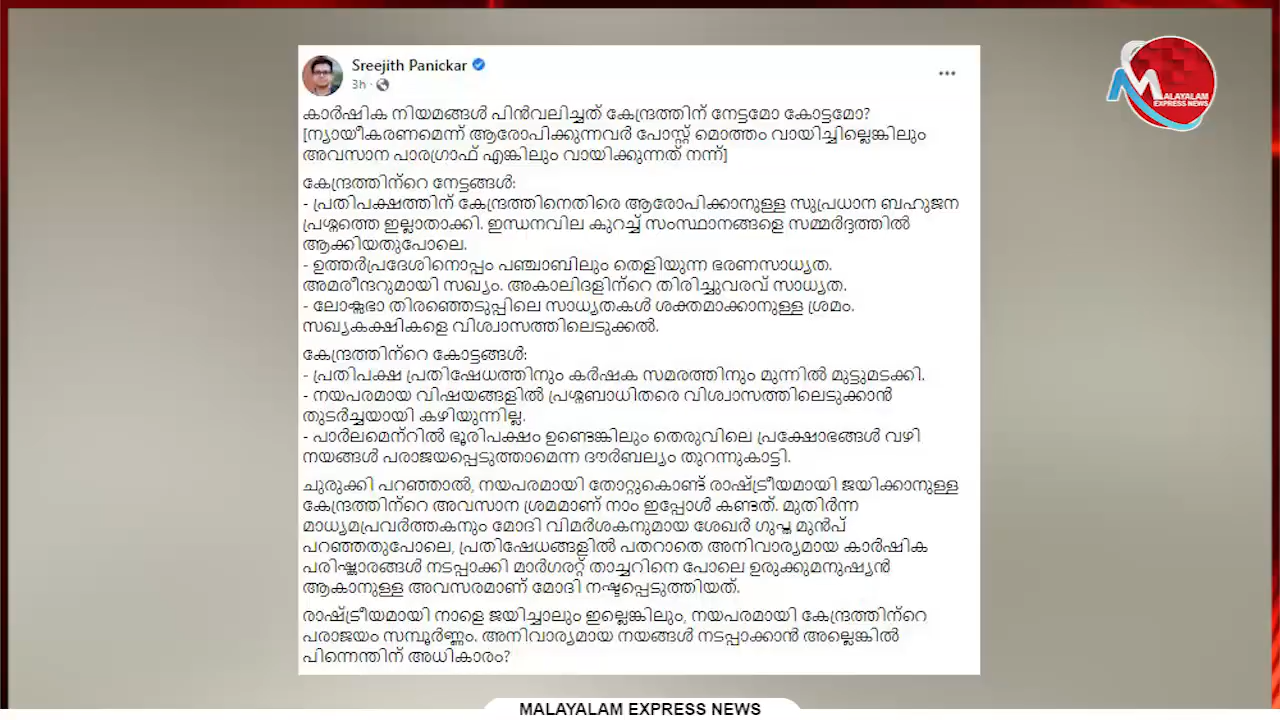 Sreejith Panickar
3h ·
കാർഷിക നിയമങ്ങൾ പിൻവലിച്ചത് കേന്ദ്രത്തിന് നേട്ടമോ കോട്ടമോ?
[ന്യായീകരണമെന്ന് ആരോപിക്കുന്നവർ പോസ്റ്റ് മൊത്തം വായിച്ചില്ലെങ്കിലും
അവസാന പാരഗ്രാഫ് എങ്കിലും വായിക്കുന്നത് നന്ന്]
കേന്ദ്രത്തിന്റെ നേട്ടങ്ങൾ:
- പ്രതിപക്ഷത്തിന് കേന്ദ്രത്തിനെതിരെ ആരോപിക്കാനുള്ള സുപ്രധാന ബഹുജന
പ്രശ്നത്തെ ഇല്ലാതാക്കി. ഇന്ധനവില കുറച്ച് സംസ്ഥാനങ്ങളെ സമ്മർദ്ദത്തിൽ
ആക്കിയതുപോലെ.
- ഉത്തർപ്രദേശിനൊപ്പം പഞ്ചാബിലും തെളിയുന്ന ഭരണസാധ്യത.
അമരീന്ദറുമായി സഖ്യം. അകാലിദളിന്റെ തിരിച്ചുവരവ് സാധ്യത.
- ലോക്സഭാ തിരഞ്ഞെടുപ്പിലെ സാധ്യതകൾ ശക്തമാക്കാനുള്ള ശ്രമം.
സഖ്യകക്ഷികളെ വിശ്വാസത്തിലെടുക്കൽ.
കേന്ദ്രത്തിന്റെ കോട്ടങ്ങൾ:
- പ്രതിപക്ഷ പ്രതിഷേധത്തിനും കർഷക സമരത്തിനും മുന്നിൽ മുട്ടുമടക്കി.
- നയപരമായ വിഷയങ്ങളിൽ പ്രശ്നബാധിതരെ വിശ്വാസത്തിലെടുക്കാൻ
തുടർച്ചയായി കഴിയുന്നില്ല.
- പാർലമെന്റിൽ ഭൂരിപക്ഷം ഉണ്ടെങ്കിലും തെരുവിലെ പ്രക്ഷോഭങ്ങൾ വഴി
നയങ്ങൾ പരാജയപ്പെടുത്താമെന്ന ദൗർബല്യം തുറന്നുകാട്ടി.
ചുരുക്കി പറഞ്ഞാൽ, നയപരമായി തോറ്റുകൊണ്ട് രാഷ്ട്രീയമായി ജയിക്കാനുള്ള
കേന്ദ്രത്തിന്റെ അവസാന ശ്രമമാണ് നാം ഇപ്പോൾ കണ്ടത്. മുതിർന്ന
മാധ്യമപ്രവർത്തകനും മോദി വിമർശകനുമായ ശേഖർ ഗുപ്ത മുൻപ്
പറഞ്ഞതുപോലെ, പ്രതിഷേധങ്ങളിൽ പതറാതെ അനിവാര്യമായ കാർഷിക
പരിഷ്കാരങ്ങൾ നടപ്പാക്കി മാർഗരറ്റ് താച്ചറിനെ പോലെ ഉരുക്കുമനുഷ്യൻ
ആകാനുള്ള അവസരമാണ് മോദി നഷ്ടപ്പെടുത്തിയത്.
രാഷ്ട്രീയമായി നാളെ ജയിച്ചാലും ഇല്ലെങ്കിലും, നയപരമായി കേന്ദ്രത്തിന്റെ
പരാജയം സമ്പൂർണ്ണം. അനിവാര്യമായ നയങ്ങൾ നടപ്പാക്കാൻ അല്ലെങ്കിൽ
പിന്നെന്തിന് അധികാരം?
MALAYALAM
EXPRESS NEWS
MALAYALAM EXPRESS NEWS